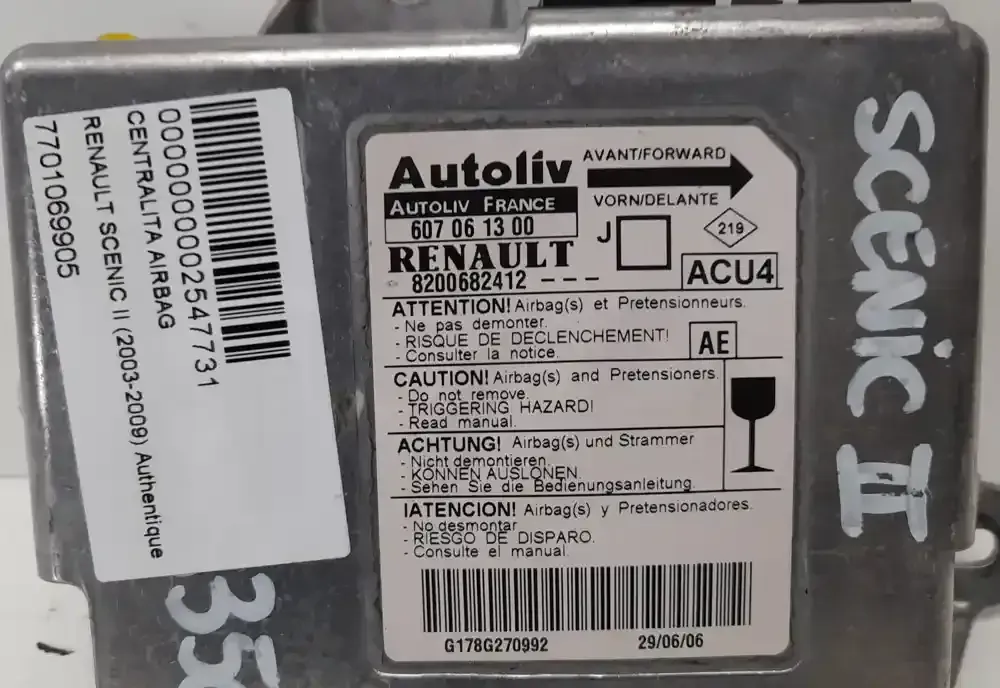 0000000002547731
CENTRALITA AIRBAG
RENAULT SCENIC II (2003-2009) Authentique
7701069905
Autoliv
AUTOLIV FRANCE
607 06 13 00
RENAULT
8200682412 - - -
AVANT/FORWARD
VORN/DELANTE
J
219
ACU4
ATTENTION! Airbag(s) et Pretensionneurs.
- Ne pas demonter.
- RISQUE DE DECLENCHEMENT!
- Consulter la notice.
AE
CAUTION! Airbag(s) and Pretensioners.
- Do not remove.
- TRIGGERING HAZARD!
- Read manual.
ACHTUNG! Airbag(s) und Strammer
- Nicht demontieren.
- KONNEN AUSLONEN.
- Sehen Sie die Bedienungsanleitung.
!ATENCION! Airbag(s) y Pretensionadores.
- No desmontar
- RIESGO DE DISPARO.
- Consulte el manual.
G178G270992 29/06/06
SCENIC II